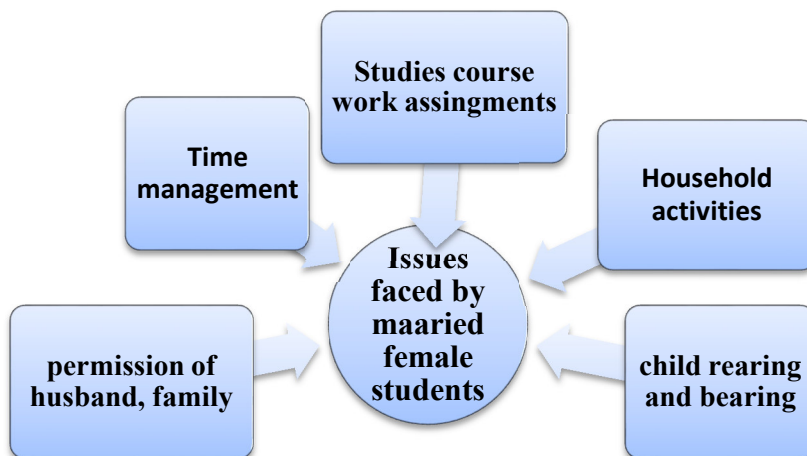 Studies course
work assingments
Time
management
Household
activities
Issues
faced by
maaried
female
students
permission of
husband, family
child rearing
and bearing